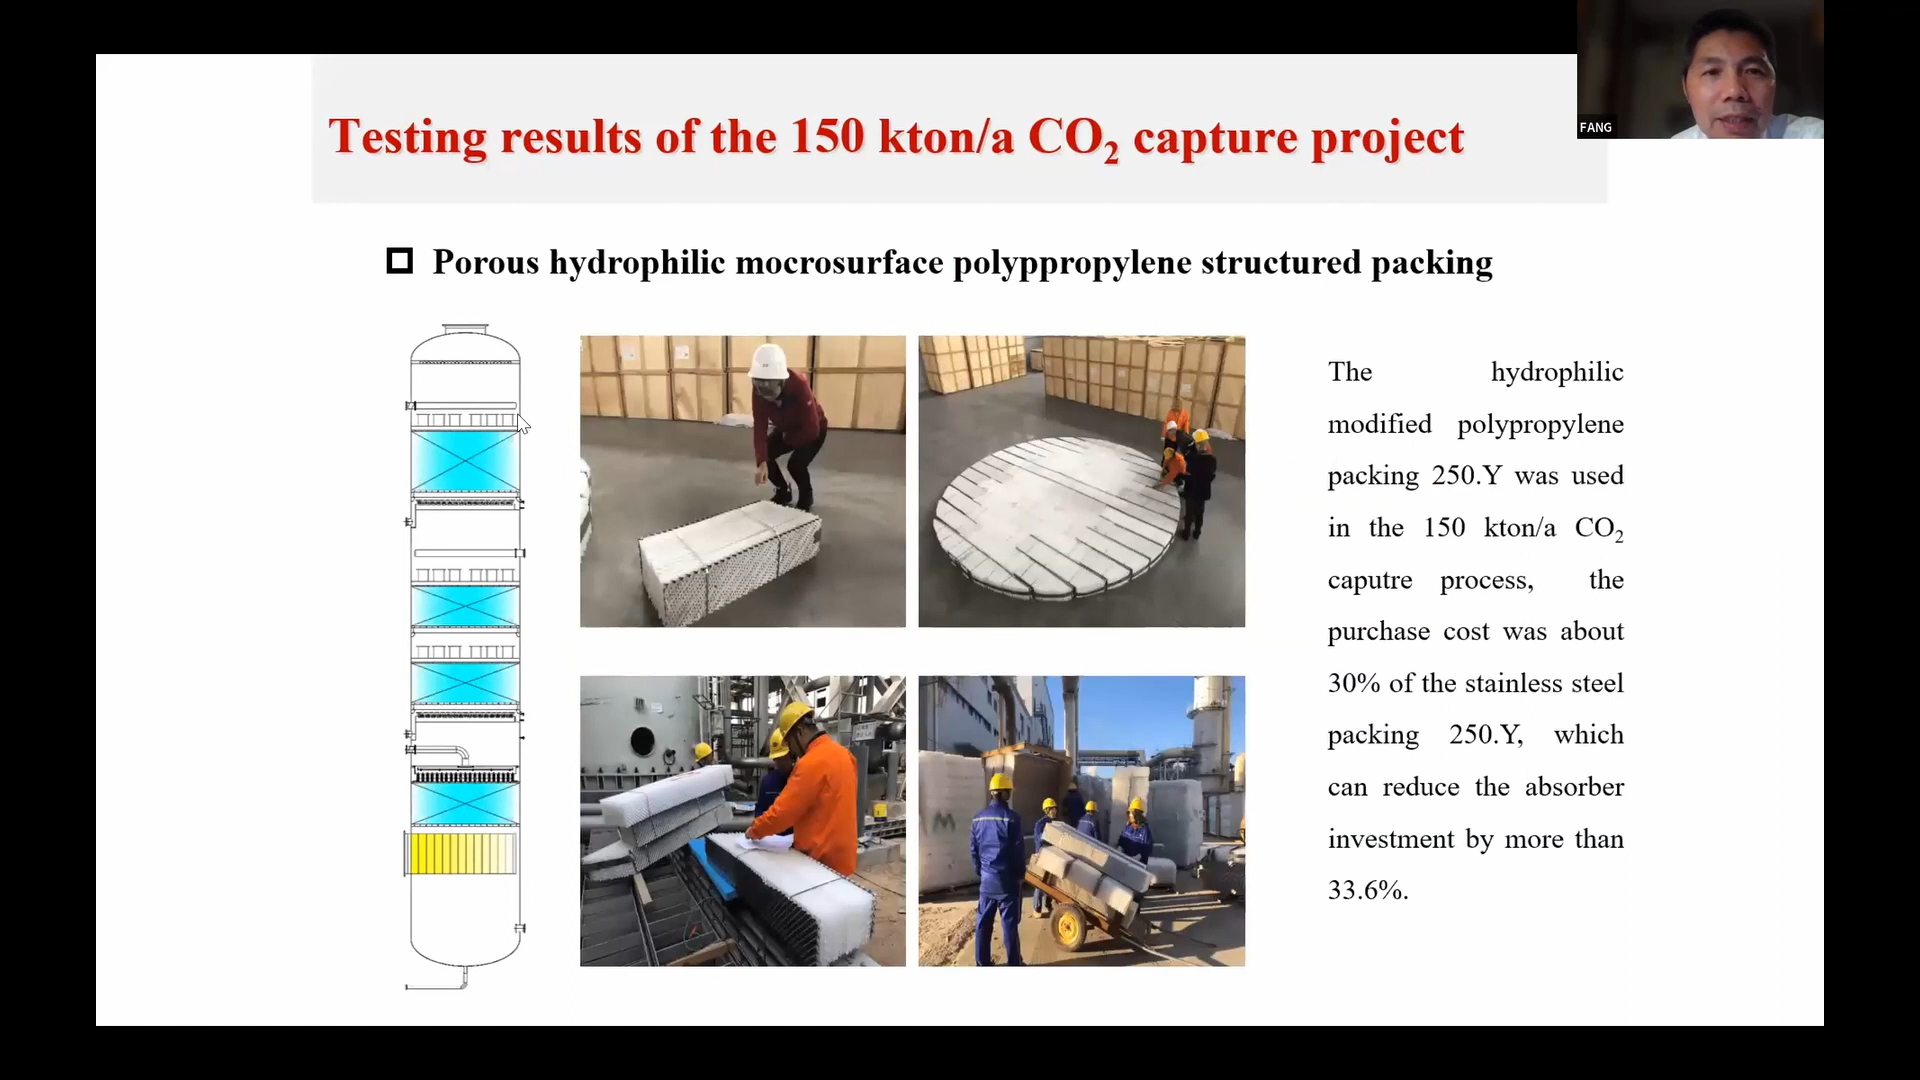 FANG
Testing results of the 150 kton/a CO₂ capture project
Porous hydrophilic mocrosurface polyppropylene structured packing
The hydrophilic
modified polypropylene
packing 250.Y was used
in the 150 kton/a CO₂
caputre process, the
purchase cost was about
30% of the stainless steel
packing 250.Y, which
can reduce the absorber
investment by more than
33.6%.